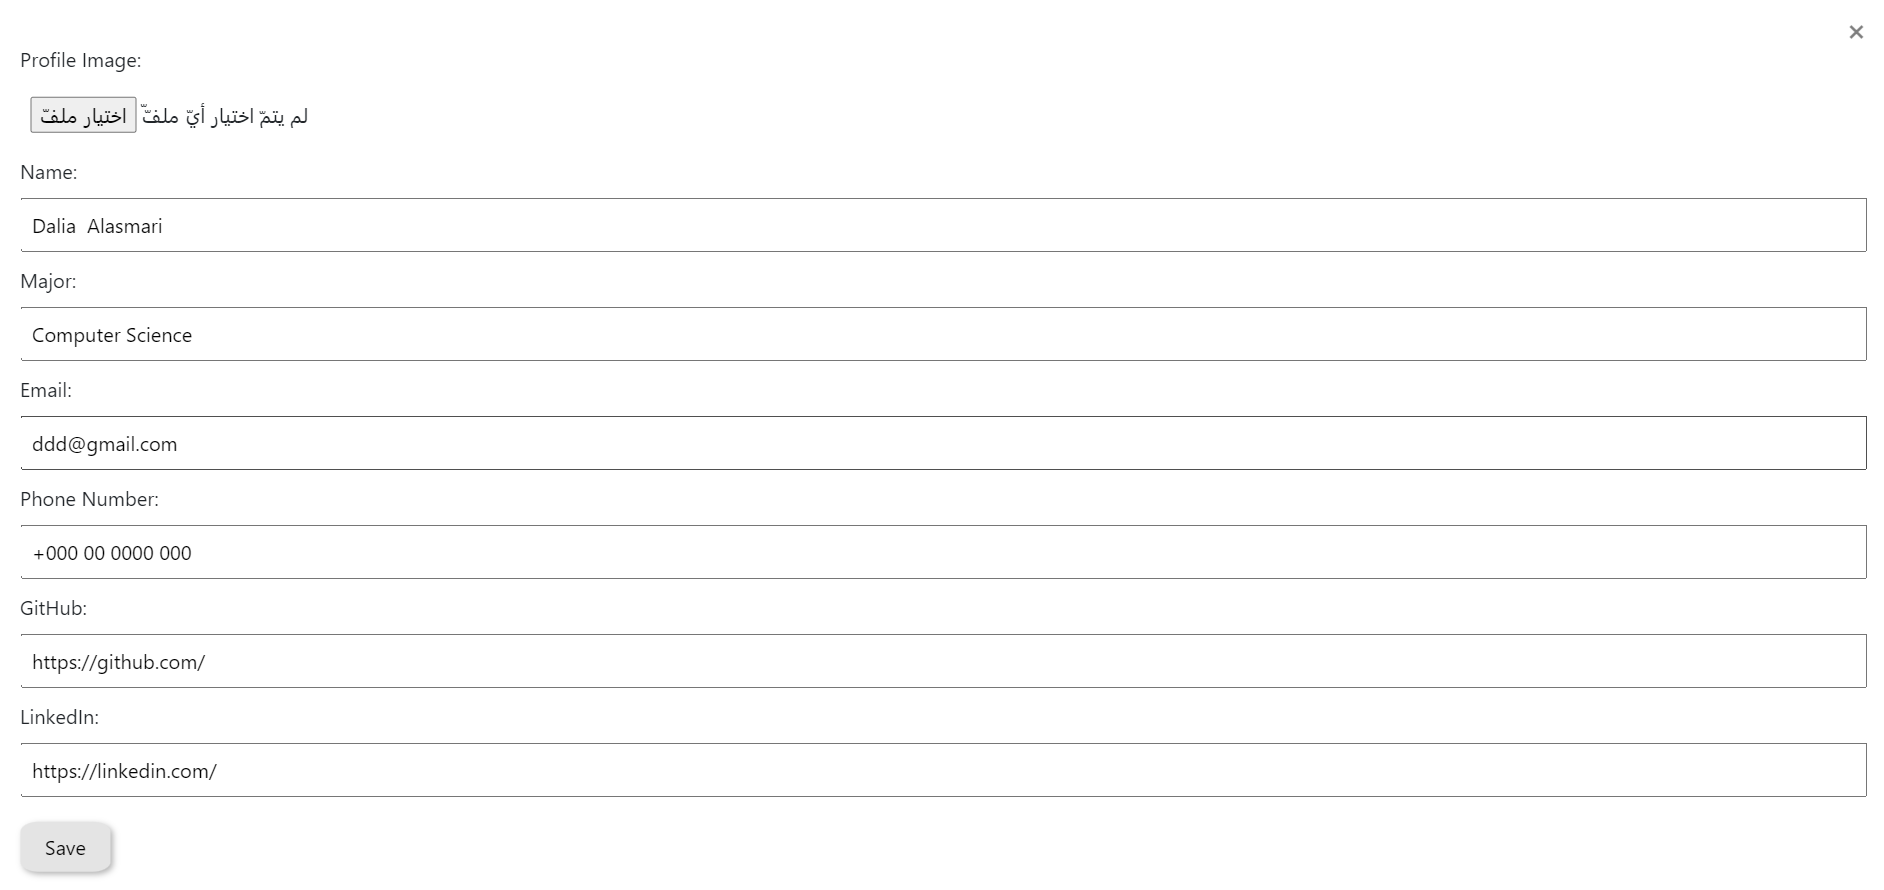 ×
Profile Image:
اختيار ملفّ لم يتمّ اختيار أيّ ملفّ
Name:
Dalia  Alasmari
Major:
Computer Science
Email:
ddd@gmail.com
Phone Number:
+000 00 0000 000
GitHub:
https://github.com/
LinkedIn:
https://linkedin.com/
Save